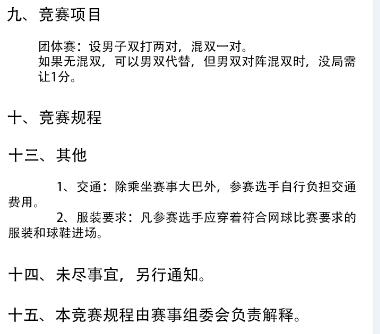 九、竞赛项目
团体赛：设男子双打两对，混双一对。
如果无混双，可以男双代替，但男双对阵混双时，没局需
让1分。
十、竞赛规程
十三、其他
1、交通：除乘坐赛事大巴外，参赛选手自行负担交通
费用。
2、服装要求：凡参赛选手应穿着符合网球比赛要求的
服装和球鞋进场。
十四、未尽事宜，另行通知。
十五、本竞赛规程由赛事组委会负责解释。